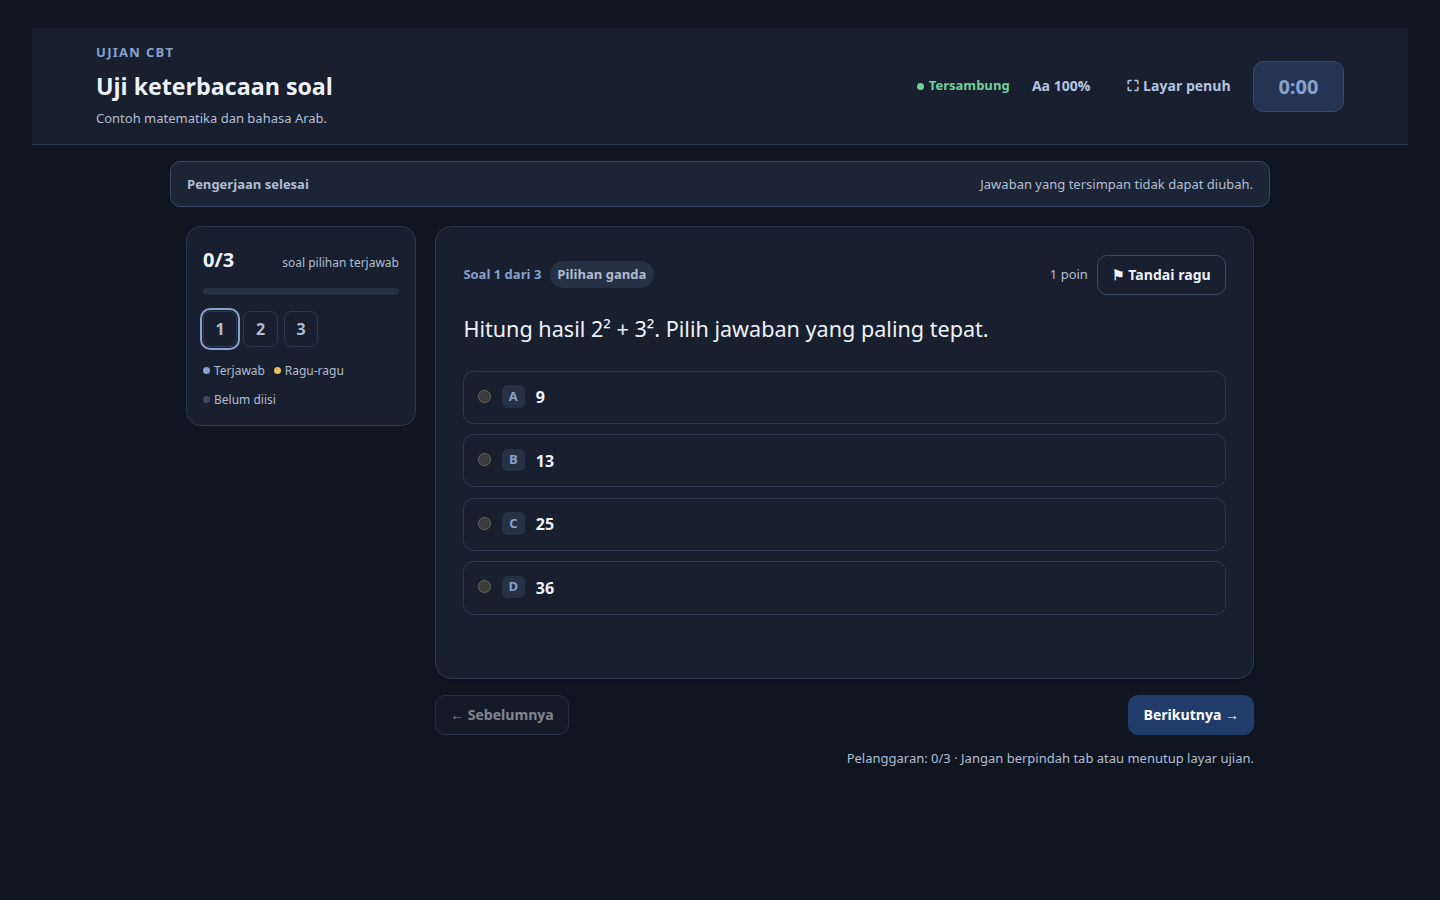 UJIAN CBT
Uji keterbacaan soal
Contoh matematika dan bahasa Arab.
Tersambung
Aa 100%
Layar penuh
0:00
Pengerjaan selesai
Jawaban yang tersimpan tidak dapat diubah.
0/3
soal pilihan terjawab
1 2 3
Terjawab Ragu-ragu
Belum diisi
Soal 1 dari 3 Pilihan ganda
1 poin
⚑ Tandai ragu
Hitung hasil 2² + 3². Pilih jawaban yang paling tepat.
A 9
B 13
C 25
D 36
← Sebelumnya
Berikutnya →
Pelanggaran: 0/3 · Jangan berpindah tab atau menutup layar ujian.